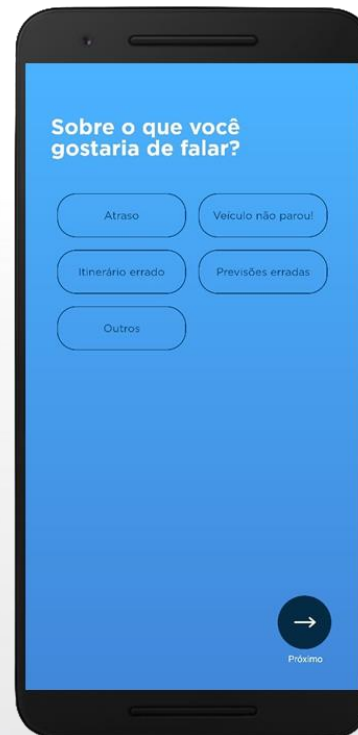 Sobre o que você
gostaria de falar?
Atraso
Veículo não parou!
Itinerário errado
Previsões erradas
Outros
Próximo